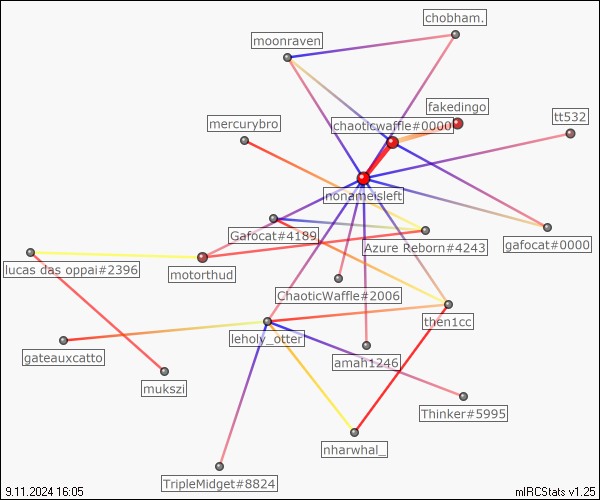 chobham.
moonraven
fakedingo
tt532
mercurybro
chaoticwaffle#0000
nonameisleft
Gafocat#4189
Azure Reborn#4243
gafocat#0000
lucas das oppai#2396
motorthud
ChaoticWaffle#2006
then1cc
leholy_otter
gateauxcatto
amah1246
mukszi
Thinker#5995
nharwhal_
TripleMidget#8824
9.11.2024 16:05
mIRCStats v1.25